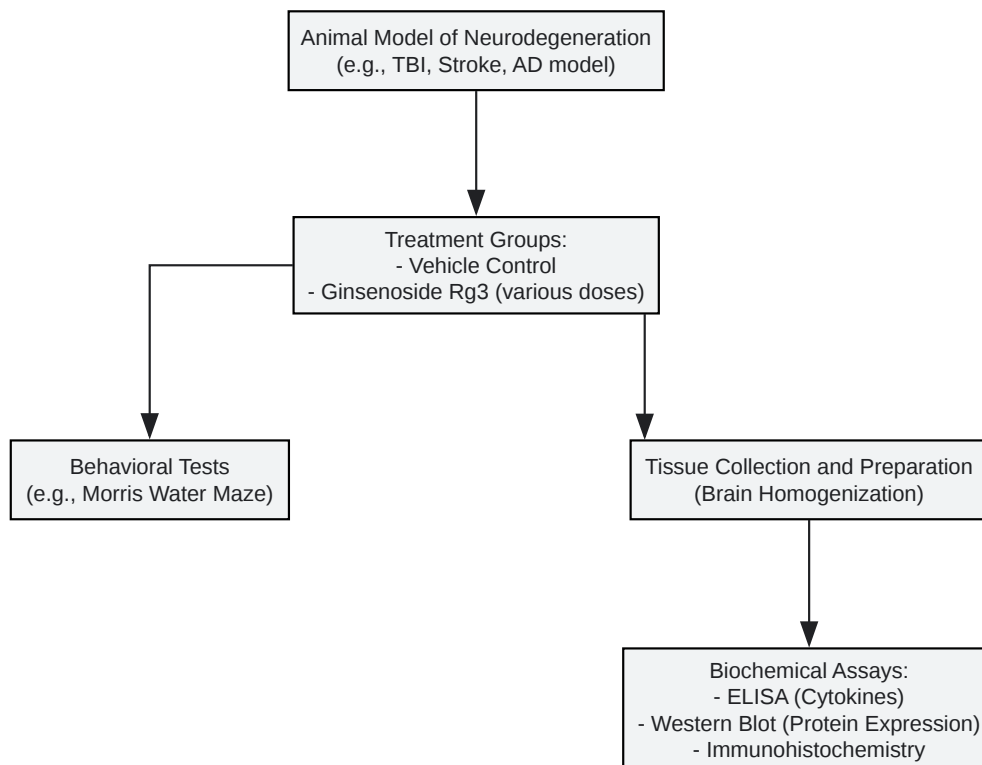 Animal Model of Neurodegeneration
(e.g., TBI, Stroke, AD model)
Treatment Groups:
- Vehicle Control
- Ginsenoside Rg3 (various doses)
Behavioral Tests
(e.g., Morris Water Maze)
Tissue Collection and Preparation
(Brain Homogenization)
Biochemical Assays:
- ELISA (Cytokines)
- Western Blot (Protein Expression)
- Immunohistochemistry